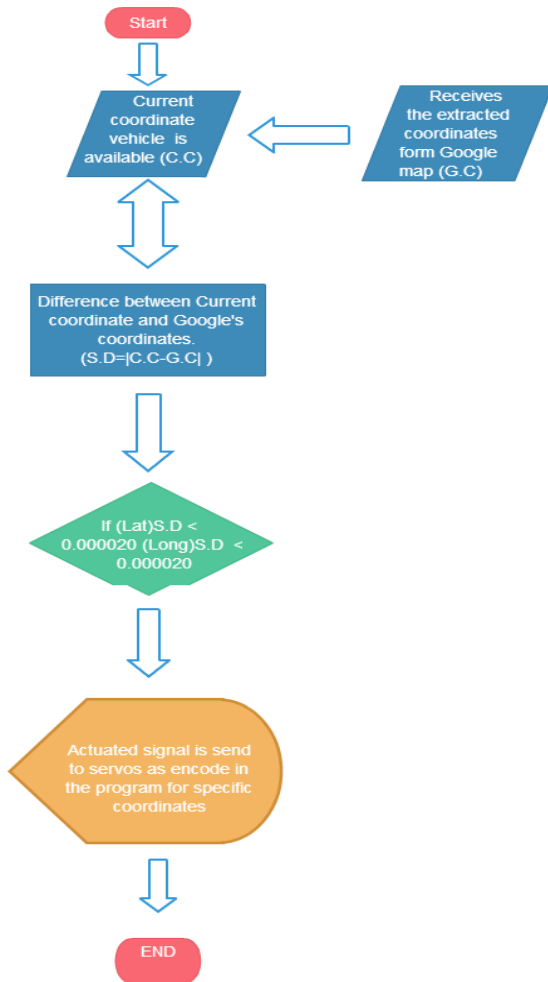 Start
Current
coordinate
vehicle is
available (C.C)
Receives
the extracted
coordinates
form Google
map (G.C)
Difference between Current
coordinate and Google's
coordinates.
(S.D=|C.C-G.C| )
If (Lat)S.D <
0.000020 (Long)S.D <
0.000020
Actuated signal is send
to servos as encode in
the program for specific
coordinates
END